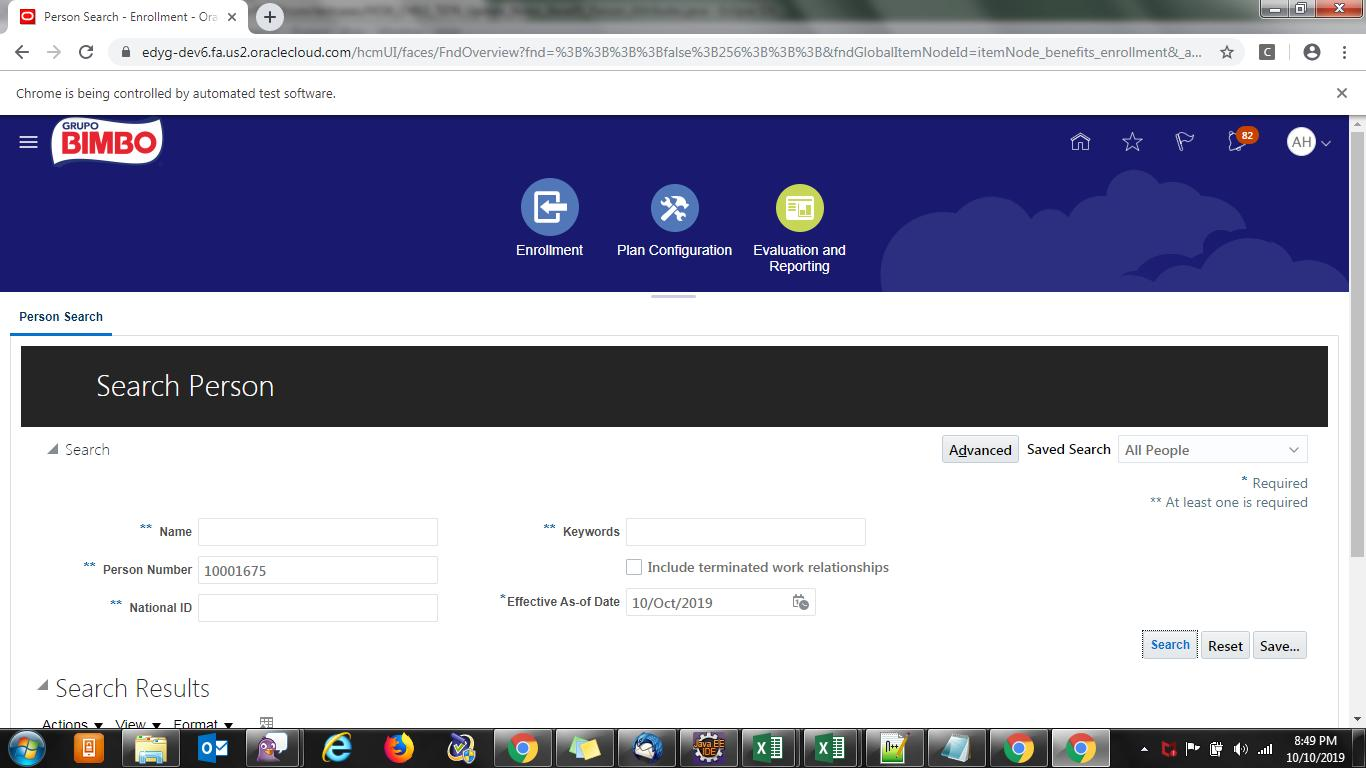 Person Search - Enrollment - Ora
edyg-dev6.fa.us2.oraclecloud.com/hcmUI/faces/FndOverview?fnd=%3B%3B%3B%3Bfalse%3B256%3B%3B%3B&fndGlobalItemNodeId=itemNode_benefits_enrollment&_a... C
Chrome is being controlled by automated test software.
GRUPO
BIMBO
82
AH
Enrollment Plan Configuration Evaluation and
Reporting
Person Search
Search Person
Search Advanced Saved Search All People
* Required
** At least one is required
** Name ** Keywords
** Person Number 10001675 Include terminated work relationships
** National ID *Effective As-of Date 10/Oct/2019
Search Reset Save...
Search Results
Actions View Format
Java EE
IDE
8:49 PM
10/10/2019